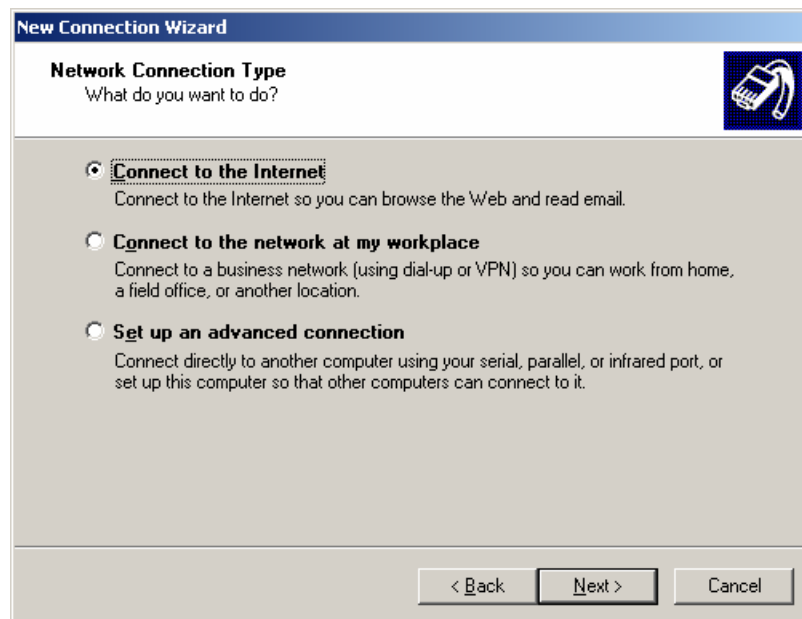 New Connection Wizard
Network Connection Type
What do you want to do?
Connect to the Internet
Connect to the Internet so you can browse the Web and read email.
Connect to the network at my workplace
Connect to a business network (using dial-up or VPN) so you can work from home,
a field office, or another location.
Set up an advanced connection
Connect directly to another computer using your serial, parallel, or infrared port, or
set up this computer so that other computers can connect to it.
< Back Next > Cancel